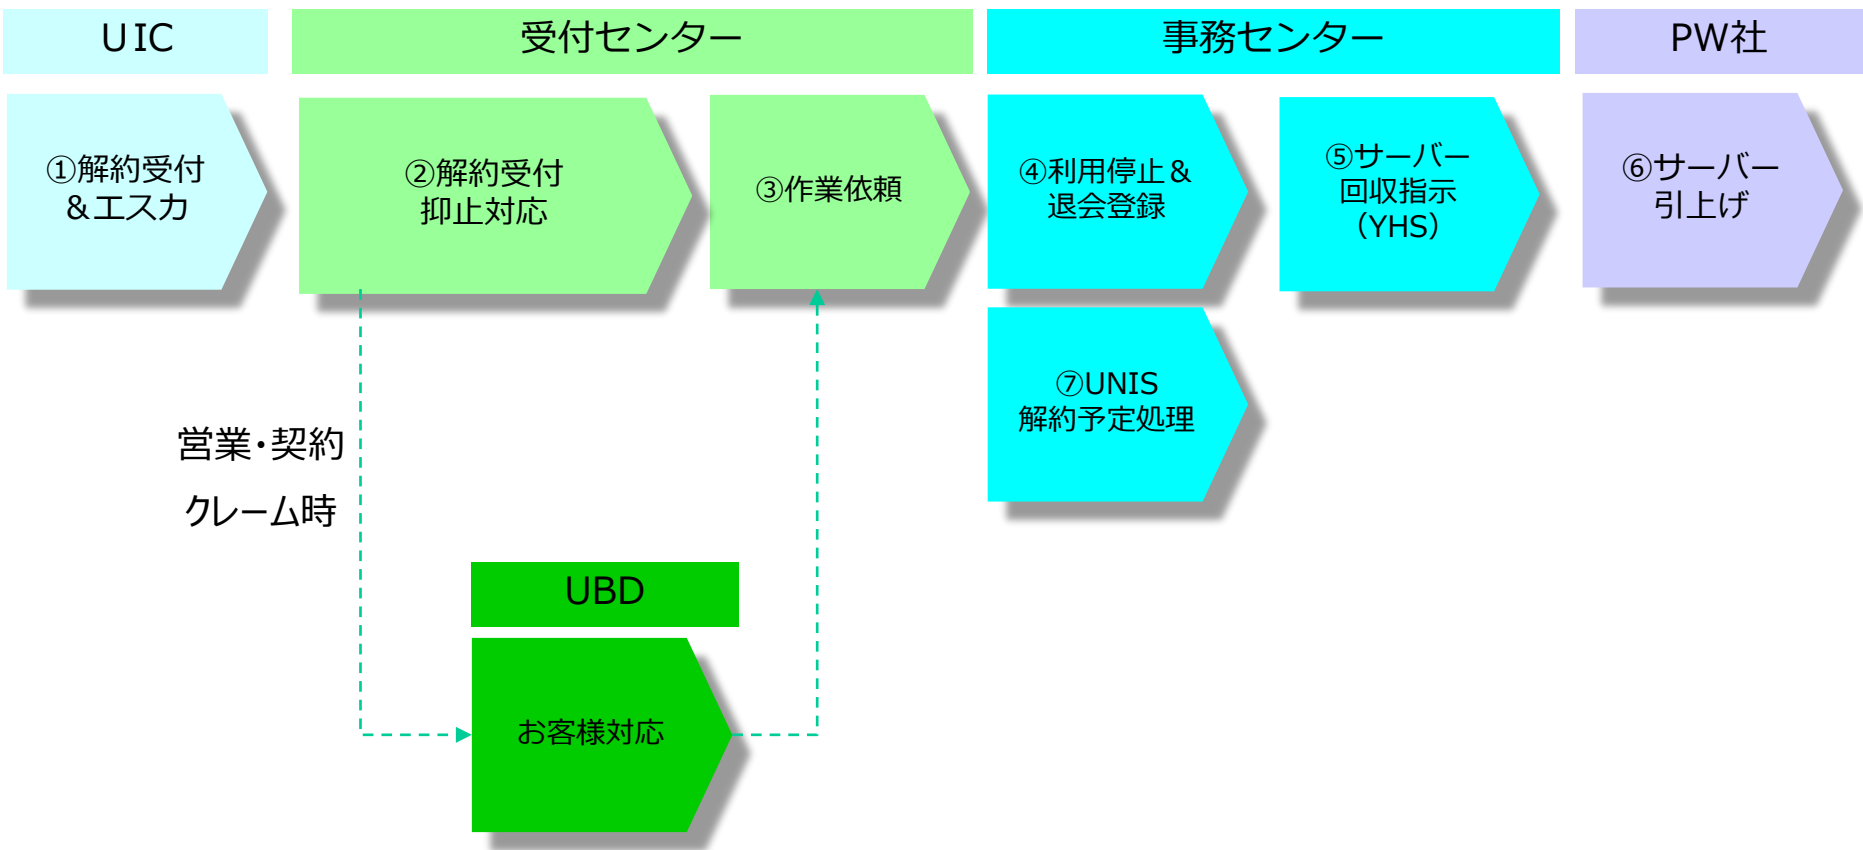 UIC
受付センター
事務センター
PW社
①解約受付
＆エスカ
②解約受付
抑止対応
③作業依頼
④利用停止＆
退会登録
⑤サーバー
回収指示
（YHS）
⑥サーバー
引上げ
⑦UNIS
解約予定処理
営業・契約
クレーム時
UBD
お客様対応